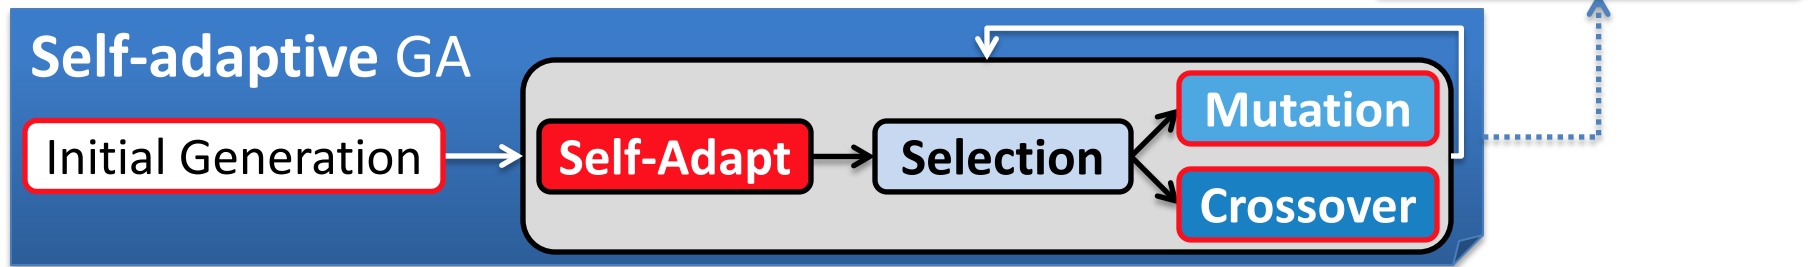 Self-adaptive GA
Initial Generation
Self-Adapt
Selection
Mutation
Crossover